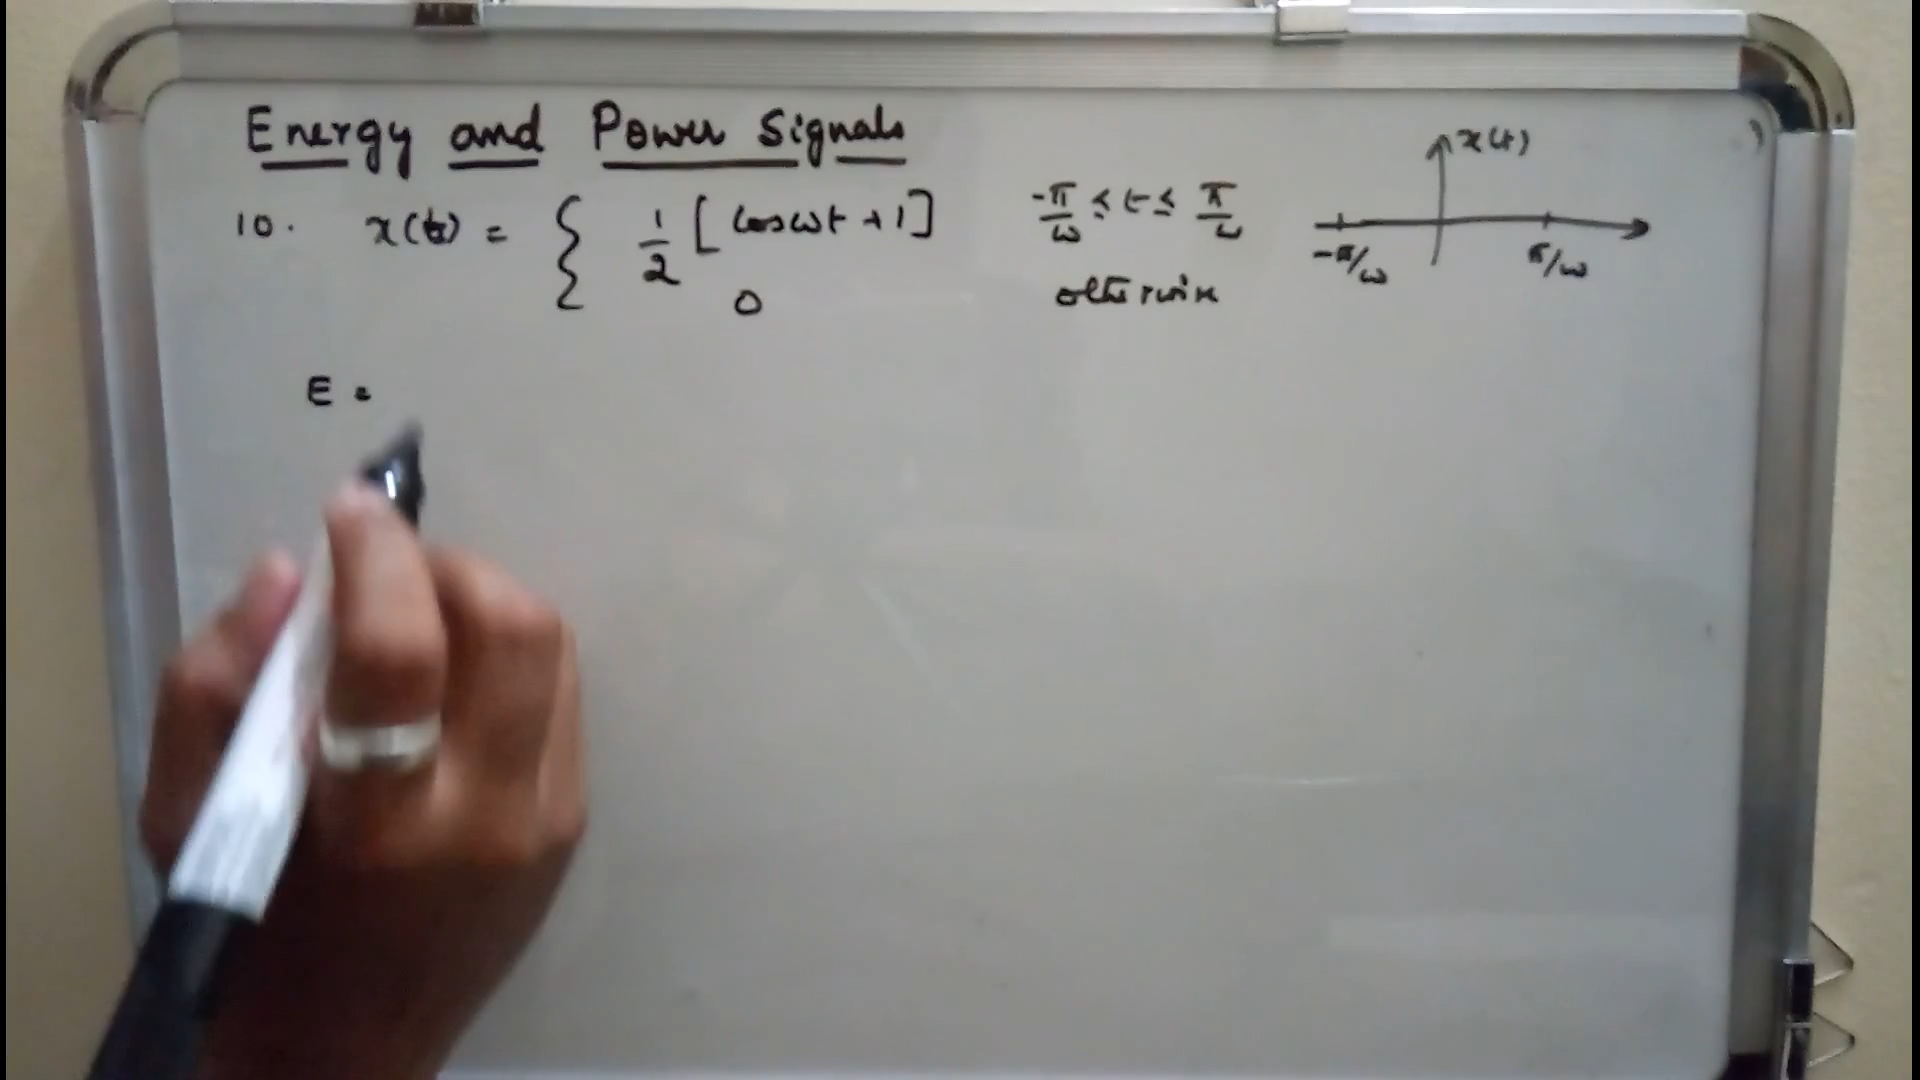 Energy and Power Signals
10. x(t) = { 1/2 [cosωt + 1] -π/ω ≤ t ≤ π/ω
0 otherwise
x(t)
-π/ω π/ω
E =